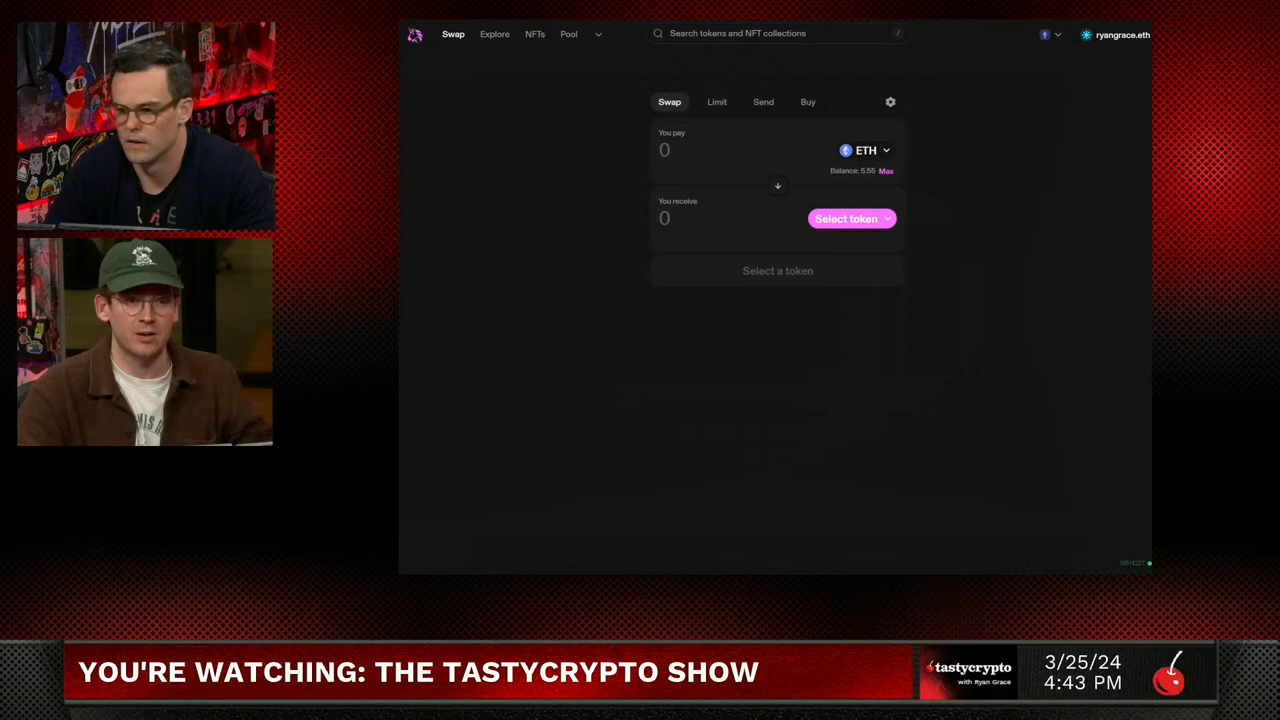 Swap
Explore
NFTs
Pool
Search tokens and NFT collections
/
ryangrace.eth
Swap
Limit
Send
Buy
You pay
0
ETH
Balance: 5.55 Max
You receive
0
Select token
Select a token
YOU'RE WATCHING: THE TASTYCRYPTO SHOW
tastycrypto
with Ryan Grace
3/25/24
4:43 PM